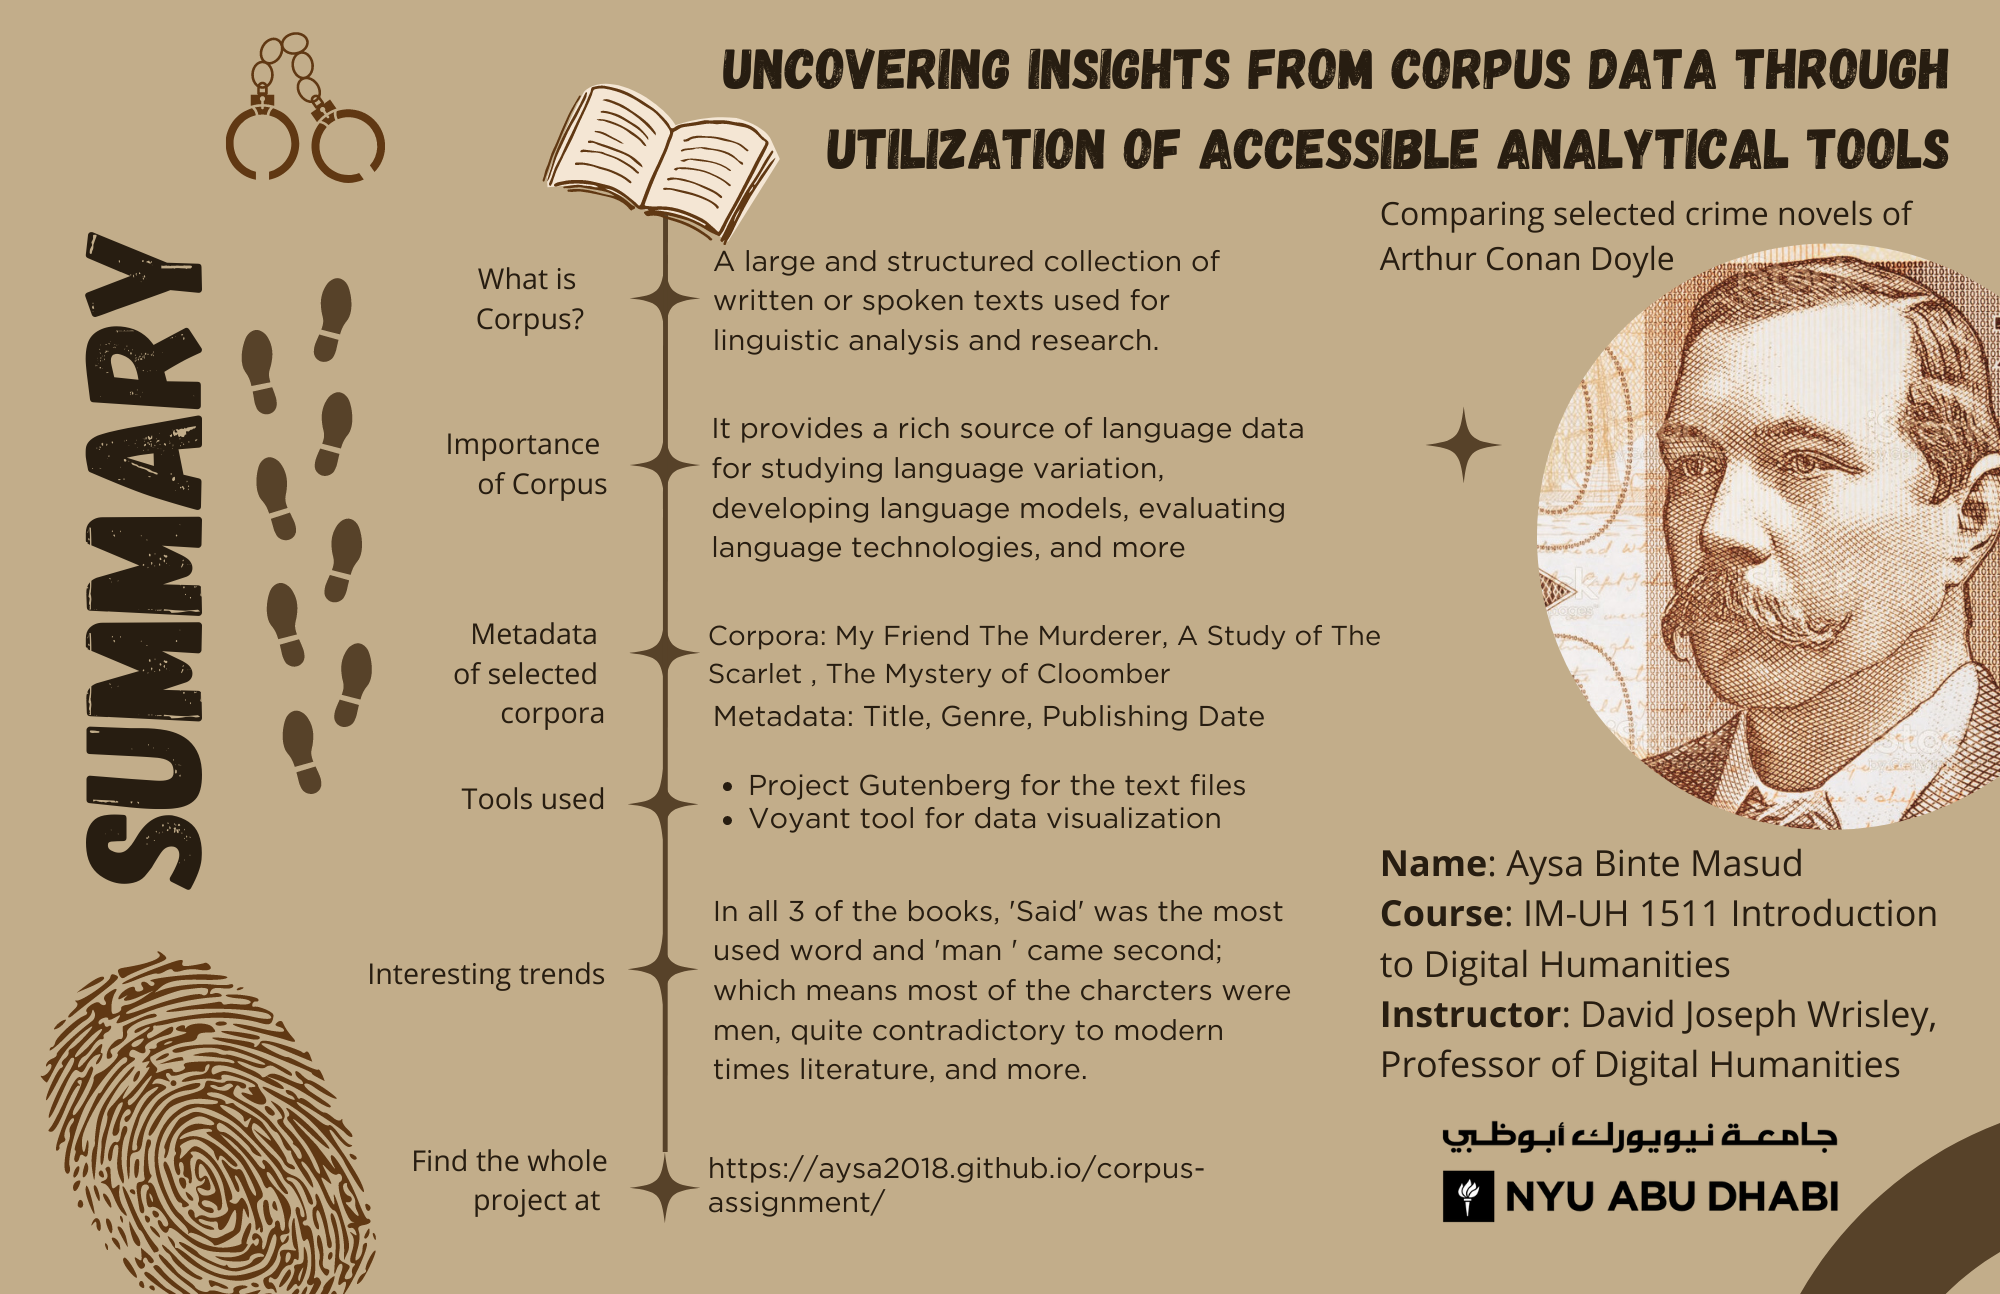 UNCOVERING INSIGHTS FROM CORPUS DATA THROUGH
UTILIZATION OF ACCESSIBLE ANALYTICAL TOOLS
Comparing selected crime novels of
Arthur Conan Doyle
SUMMARY
What is
Corpus?
A large and structured collection of
written or spoken texts used for
linguistic analysis and research.
Importance
of Corpus
It provides a rich source of language data
for studying language variation,
developing language models, evaluating
language technologies, and more
Metadata
of selected
corpora
Corpora: My Friend The Murderer, A Study of The
Scarlet , The Mystery of Cloomber
Metadata: Title, Genre, Publishing Date
Tools used
• Project Gutenberg for the text files
• Voyant tool for data visualization
Interesting trends
In all 3 of the books, 'Said' was the most
used word and 'man ' came second;
which means most of the charcters were
men, quite contradictory to modern
times literature, and more.
Find the whole
project at
https://aysa2018.github.io/corpus-
assignment/
Name: Aysa Binte Masud
Course: IM-UH 1511 Introduction
to Digital Humanities
Instructor: David Joseph Wrisley,
Professor of Digital Humanities
جامعة نيويورك أبوظبي
NYU ABU DHABI